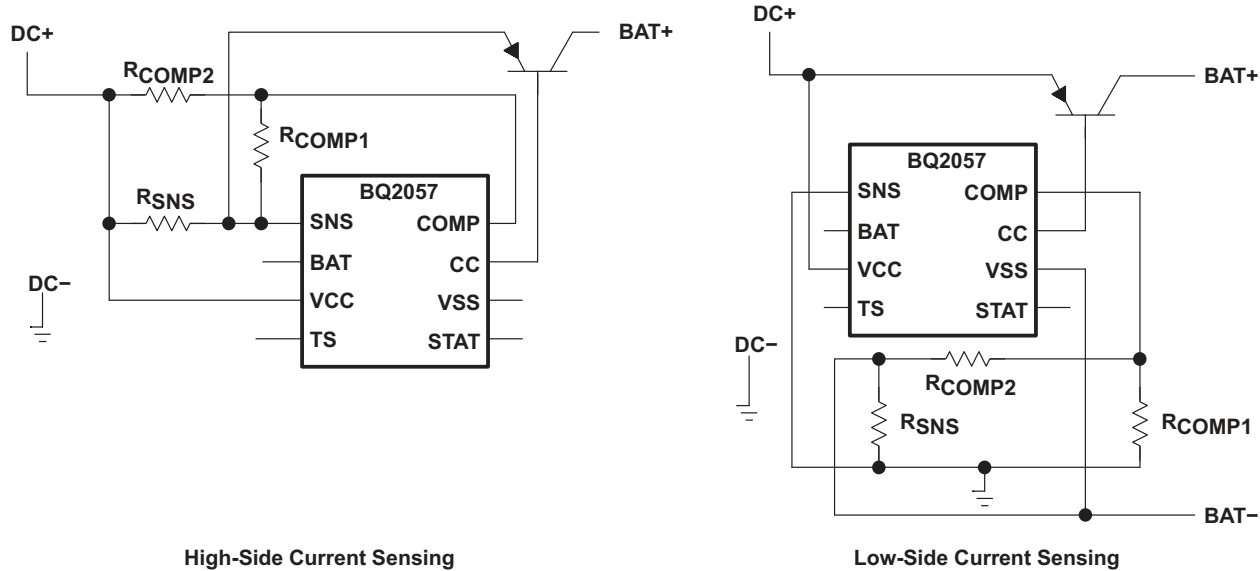 DC+
BAT+
RCOMP2
RCOMP1
RSNS
BQ2057
SNS
COMP
BAT
CC
DC−
VCC
VSS
TS
STAT
High-Side Current Sensing
DC+
BAT+
BQ2057
SNS
COMP
BAT
CC
VCC
VSS
TS
STAT
DC−
RCOMP2
RSNS
RCOMP1
BAT−
Low-Side Current Sensing